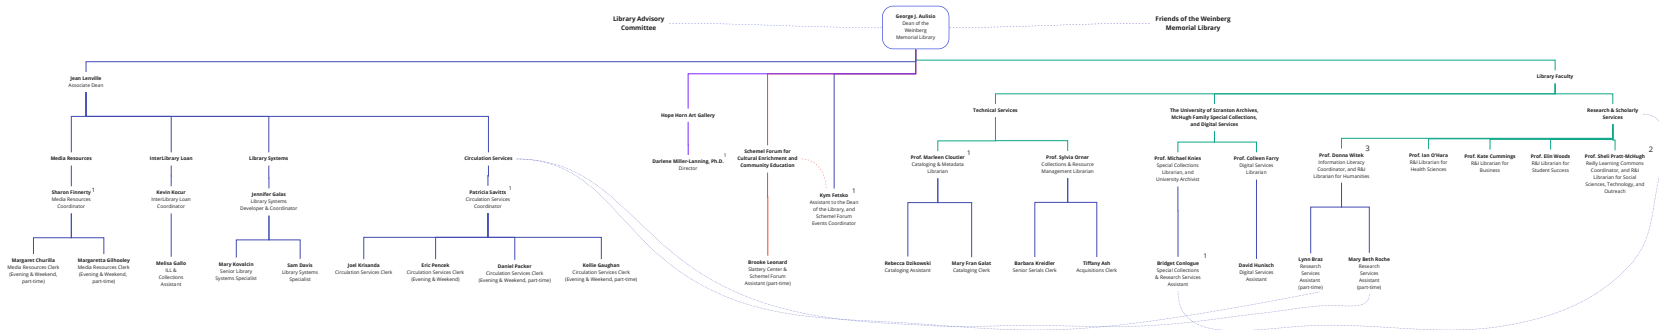 Library Advisory
Committee
George J. Aulisio
Dean of the
Weinberg
Memorial Library
Friends of the Weinberg
Memorial Library
Jean Lenville
Associate Dean
Library Faculty
Hope Horn Art Gallery
Technical Services
The University of Scranton Archives,
McHugh Family Special Collections,
and Digital Services
Research & Scholarly
Services
Media Resources
InterLibrary Loan
Library Systems
Circulation Services
Darlene Miller-Lanning, Ph.D. 1
Director
Schemel Forum for
Cultural Enrichment and
Community Education
Prof. Marleen Cloutier 1
Cataloging & Metadata
Librarian
Prof. Sylvia Orner
Collections & Resource
Management Librarian
Prof. Michael Knies
Special Collections
Librarian, and
University Archivist
Prof. Colleen Farry
Digital Services
Librarian
Prof. Donna Witek 3
Information Literacy
Coordinator, and R&I
Librarian for Humanities
Prof. Ian O'Hara
R&I Librarian for
Health Sciences
Prof. Kate Cummings
R&I Librarian for
Business
Prof. Elin Woods
R&I Librarian for
Student Success
Prof. Sheli Pratt-McHugh 2
Reilly Learning Commons
Coordinator, and R&I
Librarian for Social
Sciences, Technology, and
Outreach
Sharon Finnerty 1
Media Resources
Coordinator
Kevin Kocur
InterLibrary Loan
Coordinator
Jennifer Galas
Library Systems
Developer & Coordinator
Patricia Savitts 1
Circulation Services
Coordinator
Kym Fetsko 1
Assistant to the Dean
of the Library, and
Schemel Forum
Events Coordinator
Margaret Churilla
Media Resources Clerk
(Evening & Weekend,
part-time)
Margaretta Gilhooley
Media Resources Clerk
(Evening & Weekend,
part-time)
Melisa Gallo
ILL &
Collections
Assistant
Mary Kovalcin
Senior Library
Systems Specialist
Sam Davis
Library Systems
Specialist
Joel Krisanda
Circulation Services Clerk
Eric Pencek
Circulation Services Clerk
(Evening & Weekend)
Daniel Packer
Circulation Services Clerk
(Evening & Weekend, part-time)
Kellie Gaughan
Circulation Services Clerk
(Evening & Weekend, part-time)
Brooke Leonard
Slattery Center &
Schemel Forum
Assistant (part-time)
Rebecca Dzikowski
Cataloging Assistant
Mary Fran Galat
Cataloging Clerk
Barbara Kreidler
Senior Serials Clerk
Tiffany Ash
Acquisitions Clerk
Bridget Conlogue 1
Special Collections
& Research Services
Assistant
David Hunisch
Digital Services
Assistant
Lynn Braz
Research
Services
Assistant
(part-time)
Mary Beth Roche
Research
Services
Assistant
(part-time)